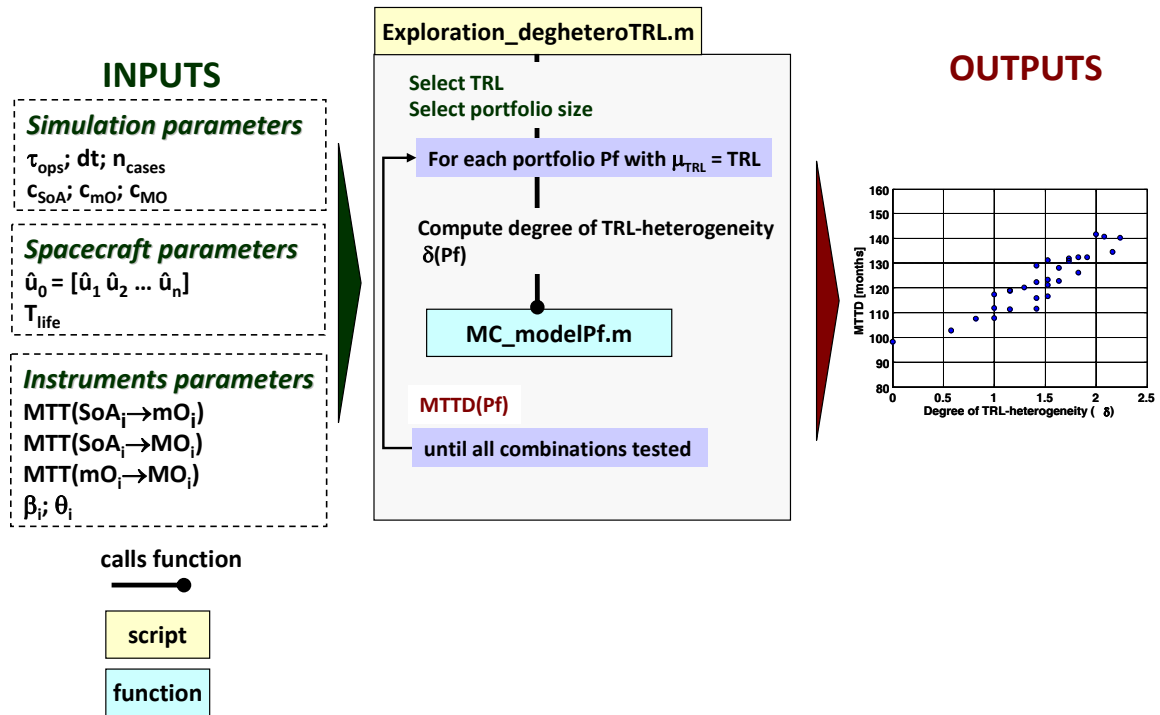 Exploration_degheteroTRL.m
INPUTS
OUTPUTS
Simulation parameters
τops; dt; ncases
cSoA; cmO; cMO
Spacecraft parameters
û0 = [û1 û2 ... ûn]
Tlife
Instruments parameters
MTT(SoAi→mOi)
MTT(SoAi→MOi)
MTT(mOi→MOi)
βi; θi
calls function
script
function
Select TRL
Select portfolio size
For each portfolio Pf with μTRL = TRL
Compute degree of TRL-heterogeneity
δ(Pf)
MC_modelPf.m
MTTD(Pf)
until all combinations tested
160
150
140
130
120
110
100
90
80
MTTD [months]
0 0.5 1 1.5 2 2.5
Degree of TRL-heterogeneity ( δ)